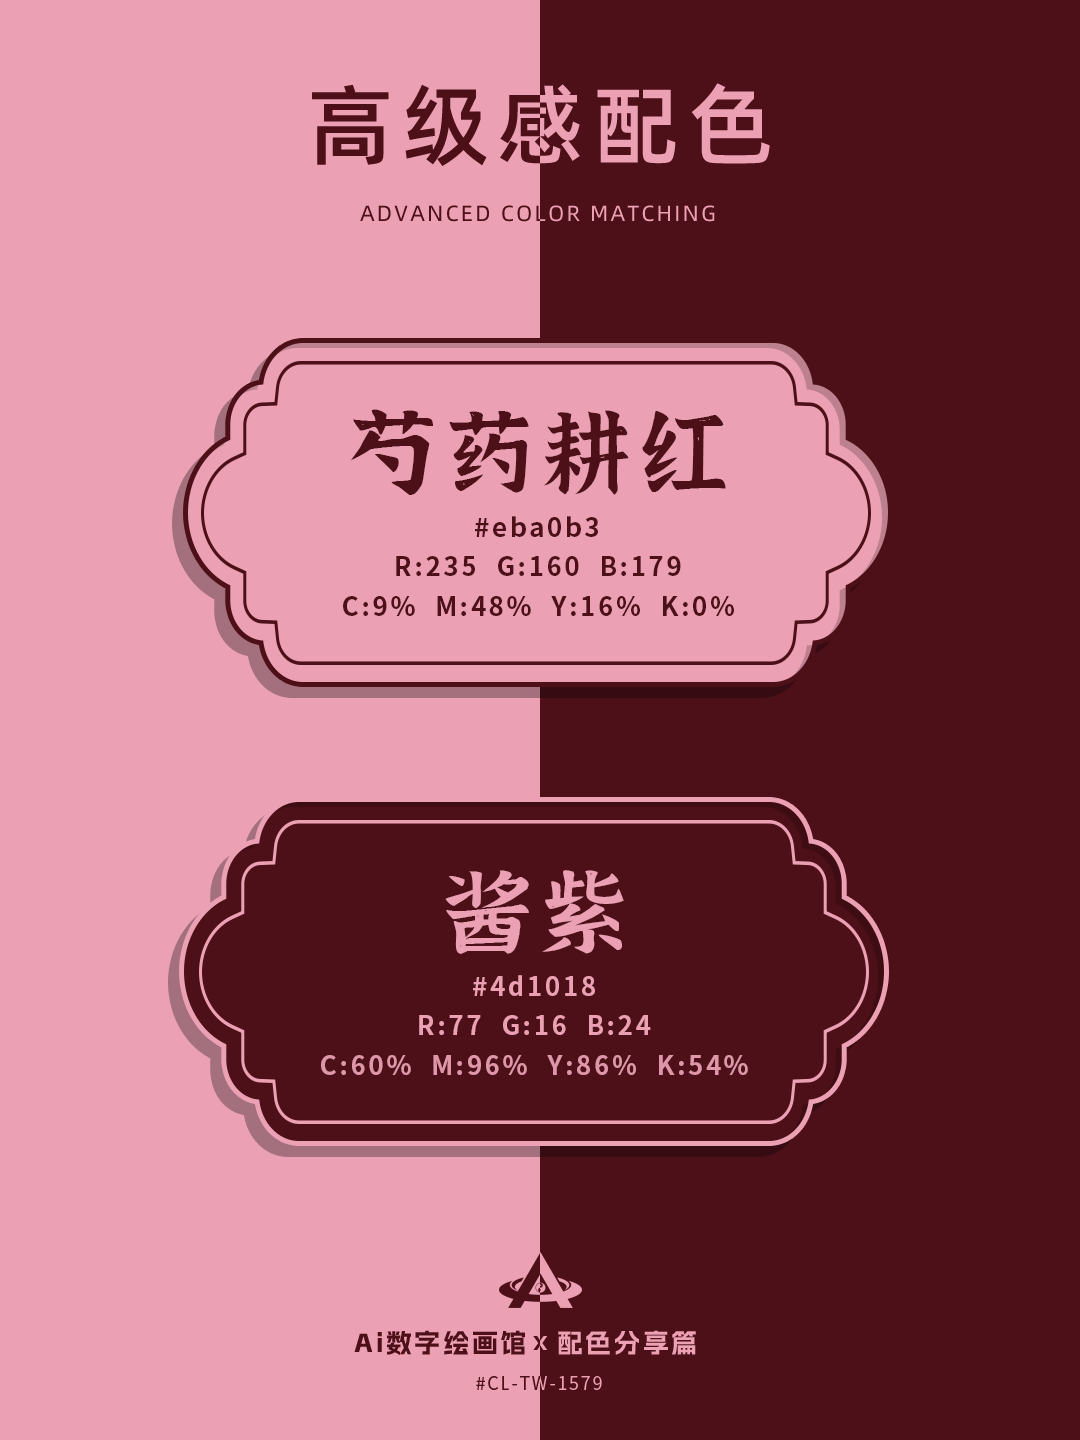 高级感配色
ADVANCED COLOR MATCHING
芍药耕红
#eba0b3
R:235 G:160 B:179
C:9% M:48% Y:16% K:0%
酱紫
#4d1018
R:77 G:16 B:24
C:60% M:96% Y:86% K:54%
Ai数字绘画馆 x 配色分享篇
#CL-TW-1579